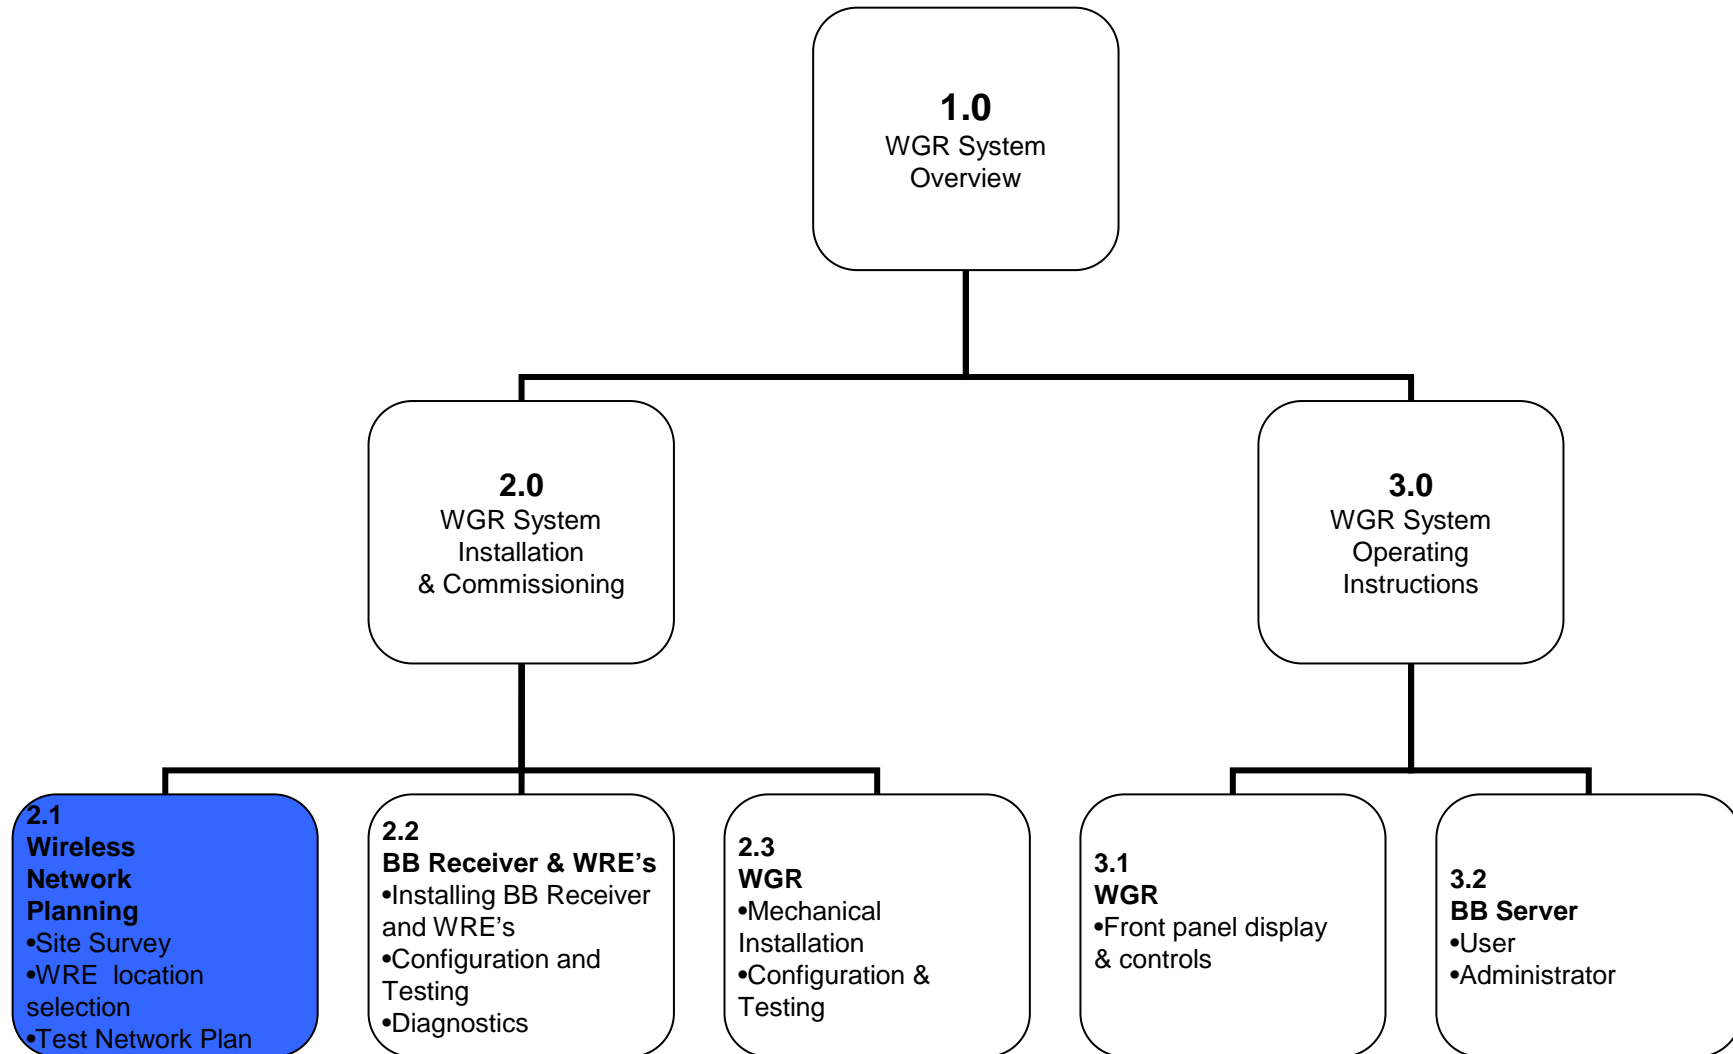 1.0
WGR System
Overview
2.0
WGR System
Installation
& Commissioning
3.0
WGR System
Operating
Instructions
2.1
Wireless
Network
Planning
•Site Survey
•WRE  location
selection
•Test Network Plan
2.2
BB Receiver & WRE’s
•Installing BB Receiver
and WRE’s
•Configuration and
Testing
•Diagnostics
2.3
WGR
•Mechanical
Installation
•Configuration &
Testing
3.1
WGR
•Front panel display
& controls
3.2
BB Server
•User
•Administrator